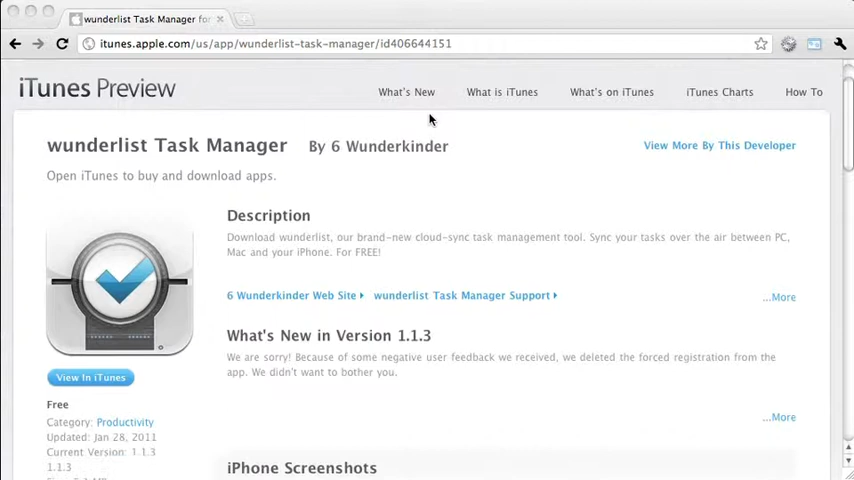 wunderlist Task Manager for
itunes.apple.com/us/app/wunderlist-task-manager/id406644151
iTunes Preview
What's New What is iTunes What's on iTunes iTunes Charts How To
wunderlist Task Manager By 6 Wunderkinder
View More By This Developer
Open iTunes to buy and download apps.
Description
Download wunderlist, our brand-new cloud-sync task management tool. Sync your tasks over the air between PC,
Mac and your iPhone. For FREE!
6 Wunderkinder Web Site wunderlist Task Manager Support
...More
What's New in Version 1.1.3
We are sorry! Because of some negative user feedback we received, we deleted the forced registration from the
app. We didn't want to bother you.
...More
View In iTunes
Free
Category: Productivity
Updated: Jan 28, 2011
Current Version: 1.1.3
1.1.3
iPhone Screenshots